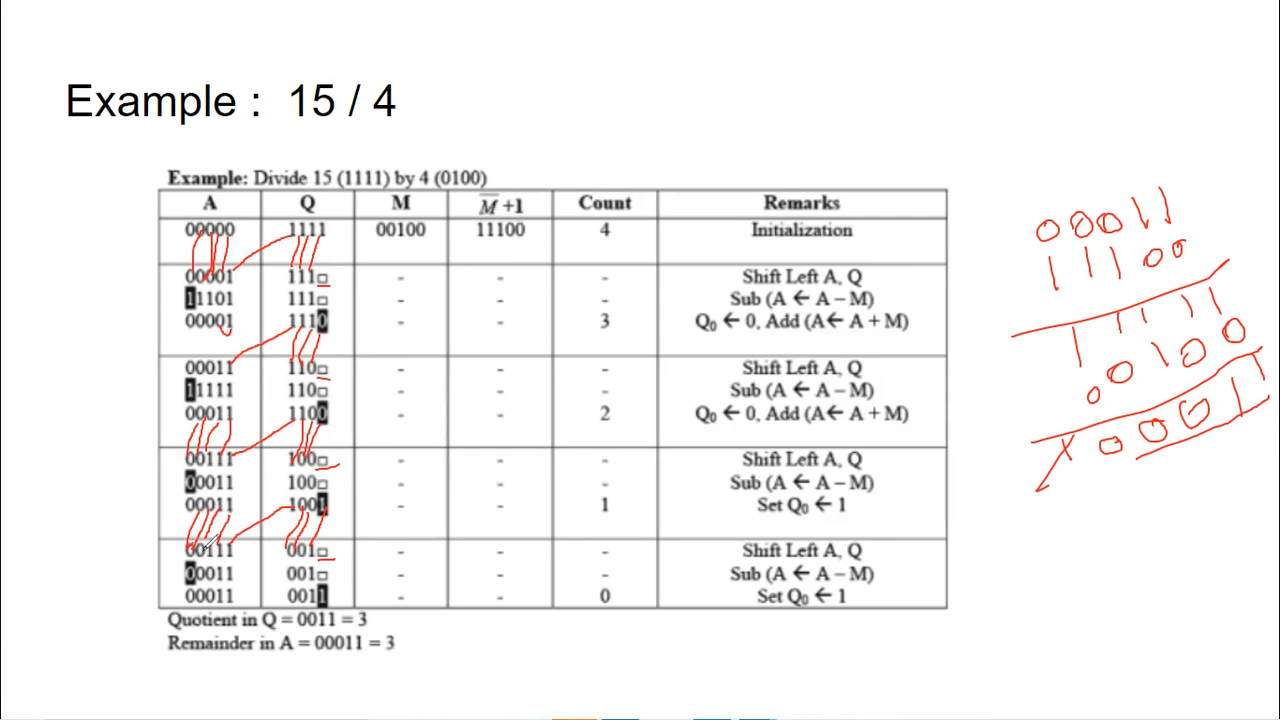 Example : 15 / 4
Example: Divide 15 (1111) by 4 (0100)
A Q M M̅ +1 Count Remarks
00000 1111 00100 11100 4 Initialization
00001 111□ - - - Shift Left A, Q
11101 111□ - - - Sub (A ← A – M)
00001 1110 - - 3 Q₀ ← 0, Add (A ← A + M)
00011 110□ - - - Shift Left A, Q
11111 110□ - - - Sub (A ← A – M)
00011 1100 - - 2 Q₀ ← 0, Add (A ← A + M)
00111 100□ - - - Shift Left A, Q
00011 100□ - - - Sub (A ← A – M)
00011 1001 - - 1 Set Q₀ ← 1
00111 001□ - - - Shift Left A, Q
00011 001□ - - - Sub (A ← A – M)
00011 0011 - - 0 Set Q₀ ← 1
Quotient in Q = 0011 = 3
Remainder in A = 00011 = 3
00011
11100
11111
00100